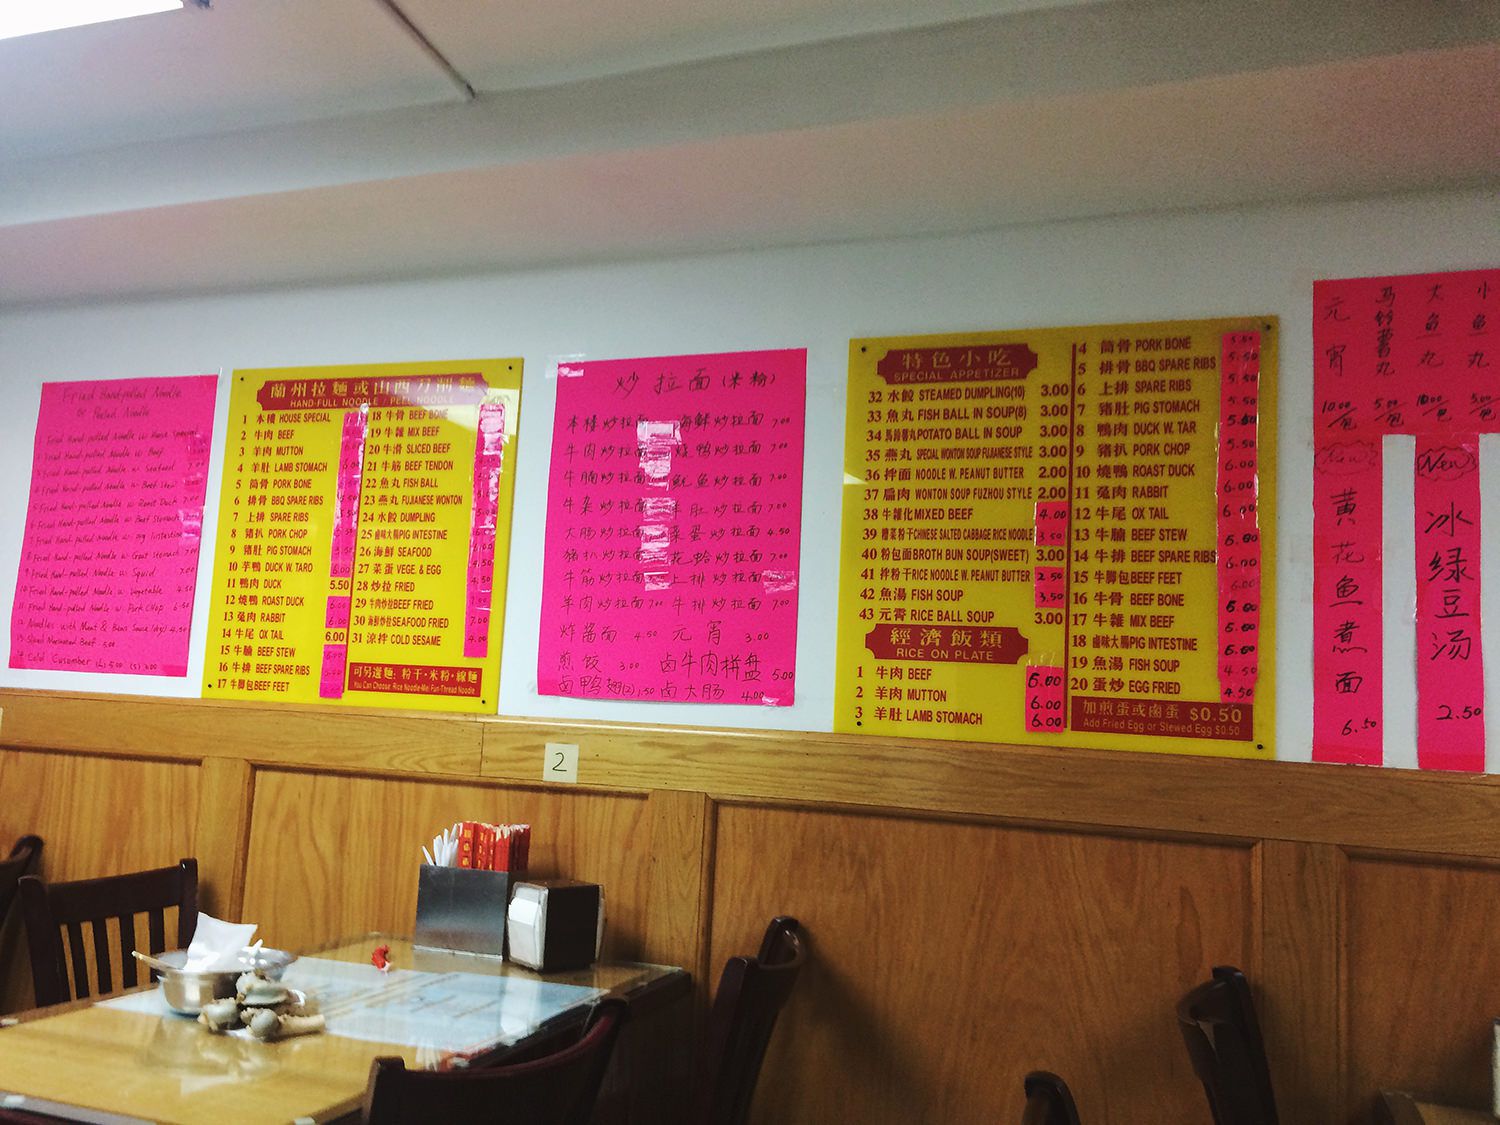 Fried Hand-pulled Noodle
or Peeled Noodle
1 Fried Hand-pulled Noodle w. House Special
2 Fried Hand-pulled Noodle w. Beef
3 Fried Hand-pulled Noodle w. Seafood 7.00
4 Fried Hand-pulled Noodle w. Beef Stew
5 Fried Hand-pulled Noodle w. Roast Duck 7.00
6 Fried Hand-pulled Noodle w. Beef Stomach
7 Fried Hand-pulled Noodle w. pig Intestine
8 Fried Hand-pulled Noodle w. Goat Stomach 7.00
9 Fried Hand-pulled Noodle w. Squid 7.00
10 Fried Hand-pulled Noodle w. Vegetable 4.50
11 Fried Hand-pulled Noodle w. Pork Chop 6.50
12 Noodles with Meat & Bean Sauce (dry) 4.50
13 Sliced Marinated Beef 5.00
14 Cold Cucumber (L) 5.00 (S) 3.00
蘭州拉麵或山西刀削麵
HAND-FULL NOODLE / PEEL NOODLE
1 本樓 HOUSE SPECIAL
2 牛肉 BEEF
3 羊肉 MUTTON
4 羊肚 LAMB STOMACH
5 筒骨 PORK BONE
6 排骨 BBQ SPARE RIBS
7 上排 SPARE RIBS
8 豬扒 PORK CHOP
9 豬肚 PIG STOMACH
10 芋鴨 DUCK W. TARO 6.00
11 鴨肉 DUCK 5.50
12 燒鴨 ROAST DUCK 6.00
13 兔肉 RABBIT 6.00
14 牛尾 OX TAIL 6.00
15 牛腩 BEEF STEW
16 牛排 BEEF SPARE RIBS
17 牛脚包 BEEF FEET
18 牛骨 BEEF BONE
19 牛雜 MIX BEEF
20 牛滑 SLICED BEEF
21 牛筋 BEEF TENDON
22 魚丸 FISH BALL
23 燕丸 FUJIANESE WONTON
24 水餃 DUMPLING
25 鹵味大腸 PIG INTESTINE
26 海鮮 SEAFOOD
27 菜蛋 VEGE. & EGG
28 炒拉 FRIED
29 牛肉炒拉 BEEF FRIED
30 海鮮炒拉 SEAFOOD FRIED 7.00
31 涼拌 COLD SESAME 4.00
可另選麵: 粉干·米粉·線麵
You Can Choose: Rice Noodle-Mei Fun-Thread Noodle
炒拉面(米粉)
本樓炒拉面 海鮮炒拉面 7.00
牛肉炒拉面 烧鸭炒拉面 7.00
牛腩炒拉面 鱿鱼炒拉面 7.00
牛杂炒拉面 羊肚炒拉面 7.00
大肠炒拉面 菜蛋炒拉面 4.50
猪扒炒拉面 花蛤炒拉面 7.00
牛筋炒拉面 上排炒拉面 7.00
羊肉炒拉面 7.00 牛排炒拉面 7.00
炸酱面 4.50 元宵 3.00
煎饺 3.00 卤牛肉拼盘 5.00
卤鸭翅(2) 1.50 卤大肠 4.00
2
特色小吃
SPECIAL APPETIZER
32 水餃 STEAMED DUMPLING(10) 3.00
33 魚丸 FISH BALL IN SOUP(8) 3.00
34 馬鈴薯丸 POTATO BALL IN SOUP 3.00
35 燕丸 SPECIAL WONTON SOUP FUJIANESE STYLE 3.00
36 拌面 NOODLE W. PEANUT BUTTER 2.00
37 扁肉 WONTON SOUP FUZHOU STYLE 2.00
38 牛雜化 MIXED BEEF 4.00
39 榨菜粉干 CHINESE SALTED CABBAGE RICE NOODLE 3.50
40 粉包面 BROTH BUN SOUP(SWEET) 3.00
41 拌粉干 RICE NOODLE W. PEANUT BUTTER 2.50
42 魚湯 FISH SOUP 3.50
43 元霄 RICE BALL SOUP 3.00
經濟飯類
RICE ON PLATE
1 牛肉 BEEF 5.00
2 羊肉 MUTTON 6.00
3 羊肚 LAMB STOMACH 6.00
4 筒骨 PORK BONE 5.50
5 排骨 BBQ SPARE RIBS 5.50
6 上排 SPARE RIBS 5.50
7 豬肚 PIG STOMACH 5.50
8 鴨肉 DUCK W. TAR 5.50
9 豬扒 PORK CHOP 5.50
10 燒鴨 ROAST DUCK 6.00
11 兔肉 RABBIT 6.00
12 牛尾 OX TAIL 6.00
13 牛腩 BEEF STEW 5.00
14 牛排 BEEF SPARE RIBS 6.00
15 牛脚包 BEEF FEET 6.00
16 牛骨 BEEF BONE 5.00
17 牛雜 MIX BEEF 5.00
18 鹵味大腸 PIG INTESTINE 5.00
19 魚湯 FISH SOUP 4.50
20 蛋炒 EGG FRIED 4.50
加煎蛋或鹵蛋 $0.50
Add Fried Egg or Stewed Egg $0.50
元宵 10.00/包
马铃薯丸 5.00/包
大鱼丸 10.00/包
小鱼丸 5.00/包
New
黄花鱼煮面 6.50
New
冰绿豆汤 2.50